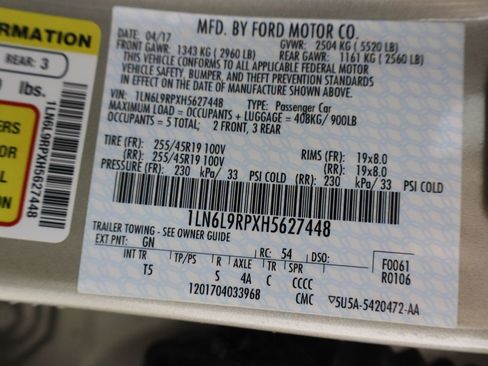 FORMATION
REAR: 3
lbs.
1LN6L9RPXH5627448
MFD. BY FORD MOTOR CO.
DATE: 04/17 GVWR: 2504 KG ( 5520 LB)
FRONT GAWR: 1343 KG ( 2960 LB) REAR GAWR: 1161 KG ( 2560 LB)
THIS VEHICLE CONFORMS TO ALL APPLICABLE FEDERAL MOTOR
VEHICLE SAFETY, BUMPER, AND THEFT PREVENTION STANDARDS
IN EFFECT ON THE DATE OF MANUFACTURE SHOWN ABOVE.
VIN: 1LN6L9RPXH5627448 TYPE: Passenger Car
MAXIMUM LOAD = OCCUPANTS + LUGGAGE = 408KG/ 900LB
OCCUPANTS = 5 TOTAL; 2 FRONT, 3 REAR
TIRE (FR): 255/45R19 100V RIMS (FR): 19x8.0
(RR): 255/45R19 100V (RR): 19x8.0
PRESSURE (FR): 230 kPa/ 33 PSI COLD (RR): 230 kPa/ 33 PSI COLD
1LN6L9RPXH5627448
TRAILER TOWING - SEE OWNER GUIDE
EXT PNT: GN RC: 54 DSO: F0061
INT TR TP/PS R AXLE TR SPR R0106
T5 S 4A C CCCC
1201704033968 CMC 5U5A-5420472-AA